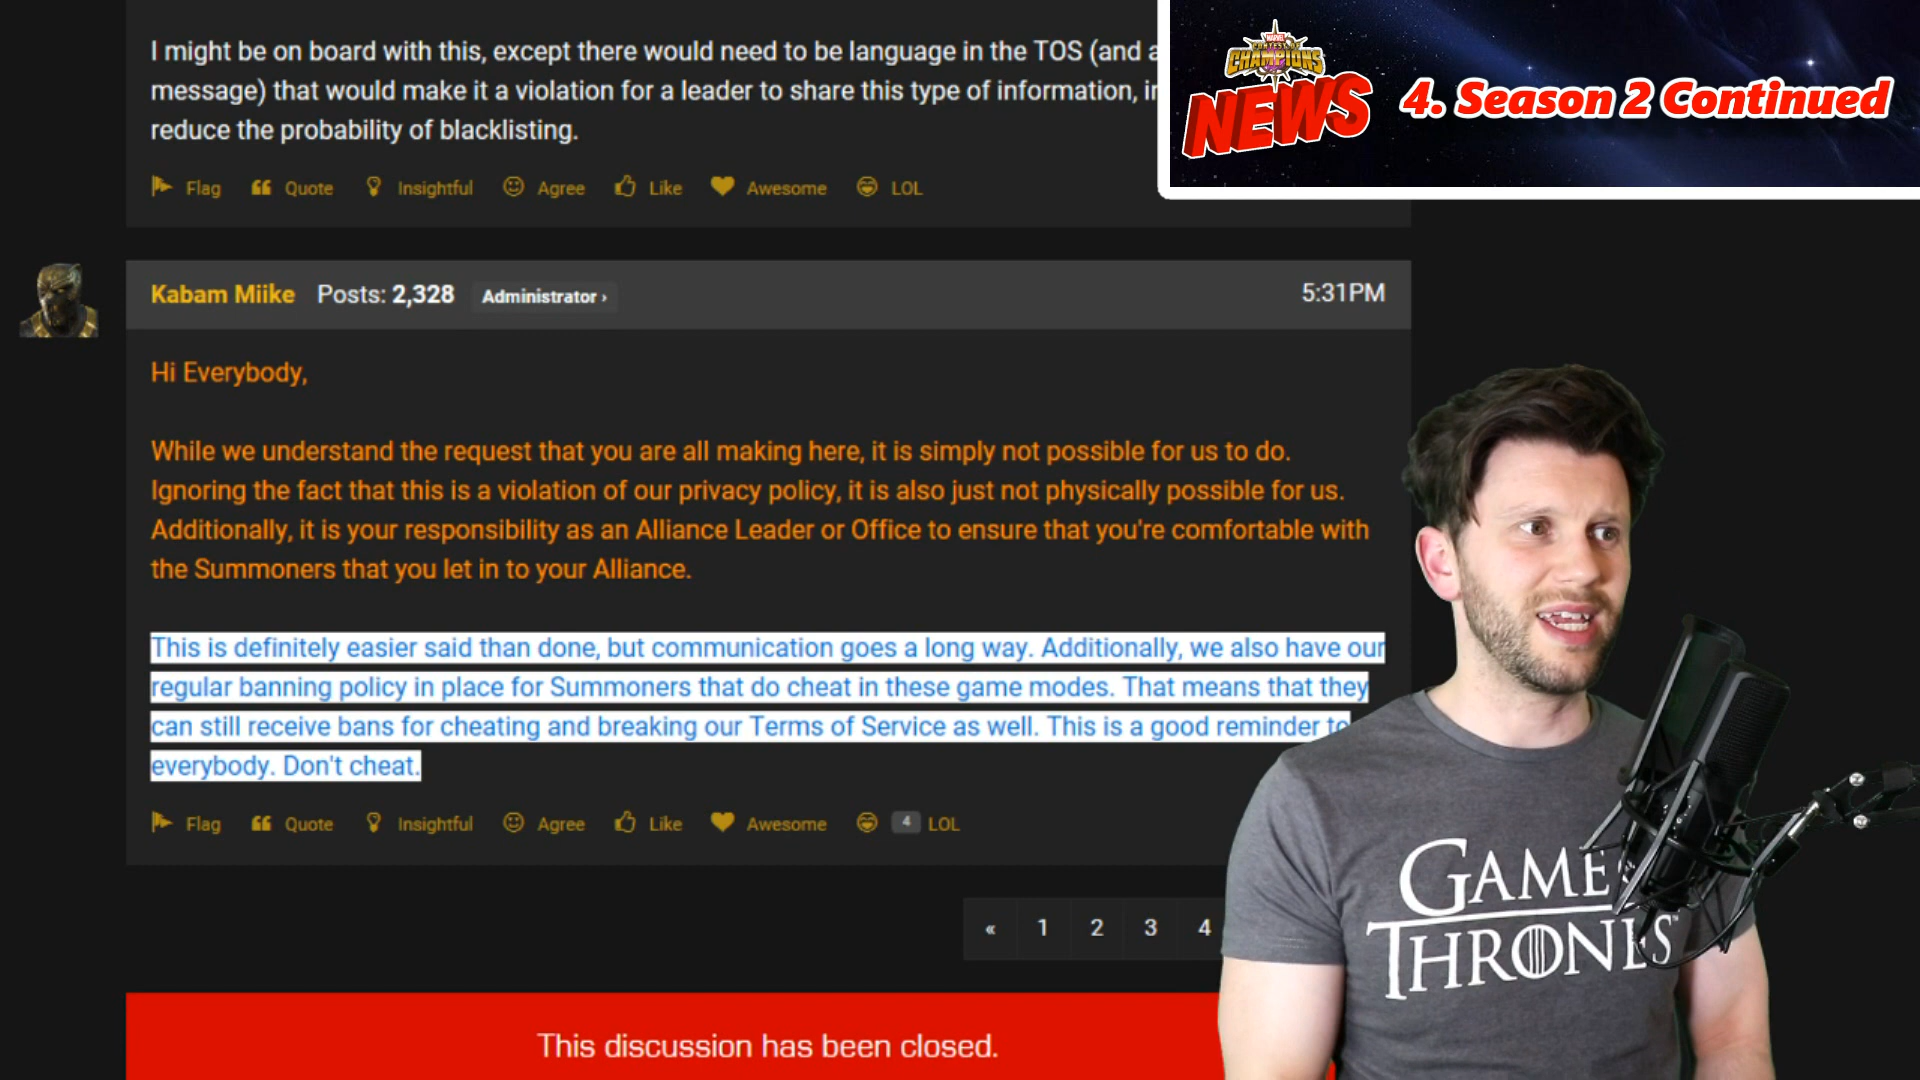 I might be on board with this, except there would need to be language in the TOS (and a
message) that would make it a violation for a leader to share this type of information, in
reduce the probability of blacklisting.
Flag Quote Insightful Agree Like Awesome LOL
MARVEL
CONTEST OF
CHAMPIONS
NEWS
4. Season 2 Continued
Kabam Miike Posts: 2,328 Administrator › 5:31PM
Hi Everybody,
While we understand the request that you are all making here, it is simply not possible for us to do.
Ignoring the fact that this is a violation of our privacy policy, it is also just not physically possible for us.
Additionally, it is your responsibility as an Alliance Leader or Office to ensure that you're comfortable with
the Summoners that you let in to your Alliance.
This is definitely easier said than done, but communication goes a long way. Additionally, we also have our
regular banning policy in place for Summoners that do cheat in these game modes. That means that they
can still receive bans for cheating and breaking our Terms of Service as well. This is a good reminder to
everybody. Don't cheat.
Flag Quote Insightful Agree Like Awesome 4 LOL
« 1 2 3 4
This discussion has been closed.
GAME
THRONES